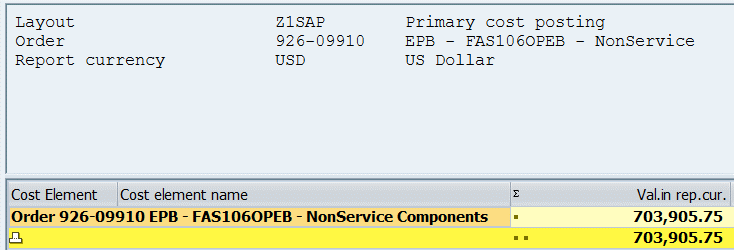 Layout Z1SAP Primary cost posting
Order 926-09910 EPB - FAS106OPEB - NonService
Report currency USD US Dollar
Cost Element Cost element name Σ Val.in rep.cur.
Order 926-09910 EPB - FAS106OPEB - NonService Components 703,905.75
703,905.75